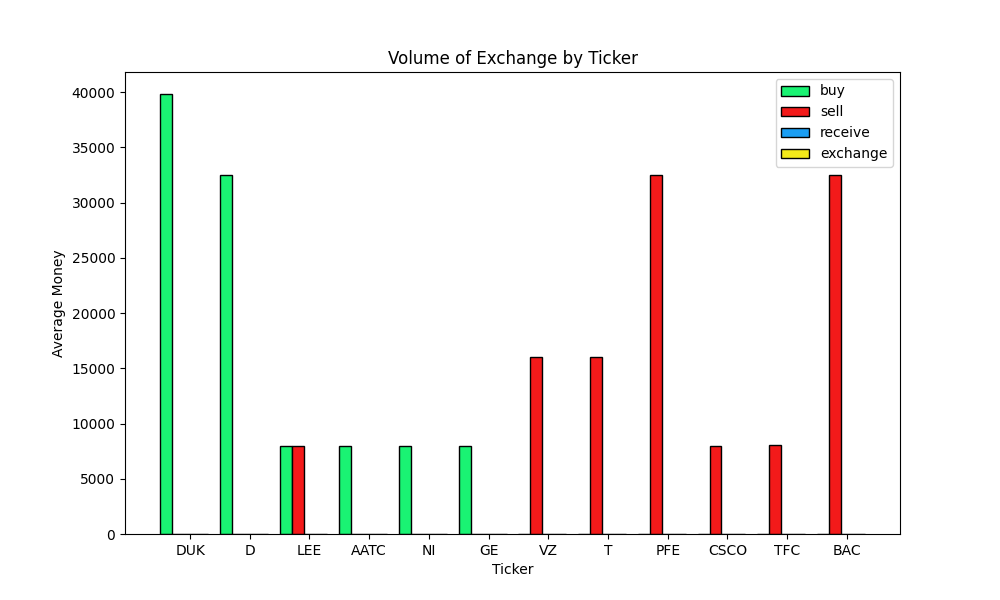 Volume of Exchange by Ticker
buy
sell
receive
exchange
Average Money
40000
35000
30000
25000
20000
15000
10000
5000
0
DUK D LEE AATC NI GE VZ T PFE CSCO TFC BAC
Ticker